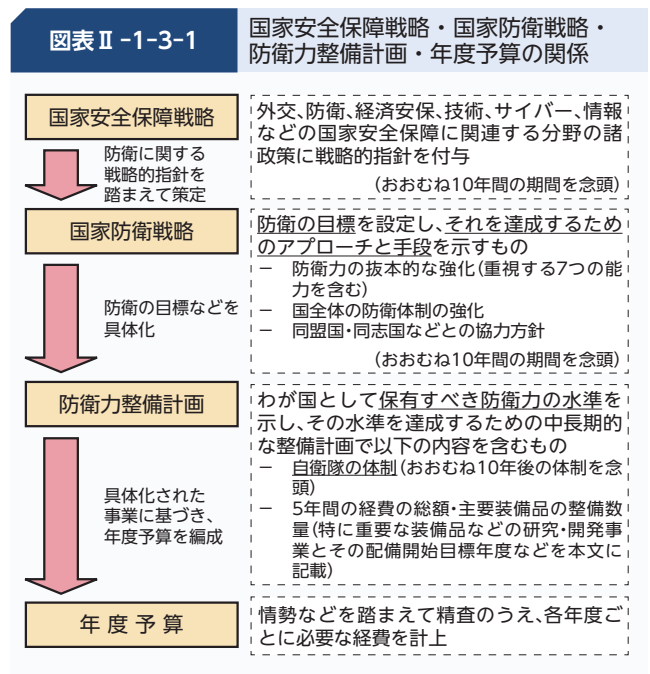 図表Ⅱ-1-3-1
国家安全保障戦略・国家防衛戦略・
防衛力整備計画・年度予算の関係
国家安全保障戦略
外交、防衛、経済安保、技術、サイバー、情報
などの国家安全保障に関連する分野の諸
政策に戦略的指針を付与
(おおむね10年間の期間を念頭)
防衛に関する
戦略的指針を
踏まえて策定
国家防衛戦略
防衛の目標を設定し、それを達成するため
のアプローチと手段を示すもの
− 防衛力の抜本的な強化(重視する7つの能
力を含む)
− 国全体の防衛体制の強化
− 同盟国・同志国などとの協力方針
(おおむね10年間の期間を念頭)
防衛の目標などを
具体化
防衛力整備計画
わが国として保有すべき防衛力の水準を
示し、その水準を達成するための中長期的
な整備計画で以下の内容を含むもの
− 自衛隊の体制(おおむね10年後の体制を念
頭)
− 5年間の経費の総額・主要装備品の整備数
量(特に重要な装備品などの研究・開発事
業とその配備開始目標年度などを本文に
記載)
具体化された
事業に基づき、
年度予算を編成
年度予算
情勢などを踏まえて精査のうえ、各年度ご
とに必要な経費を計上